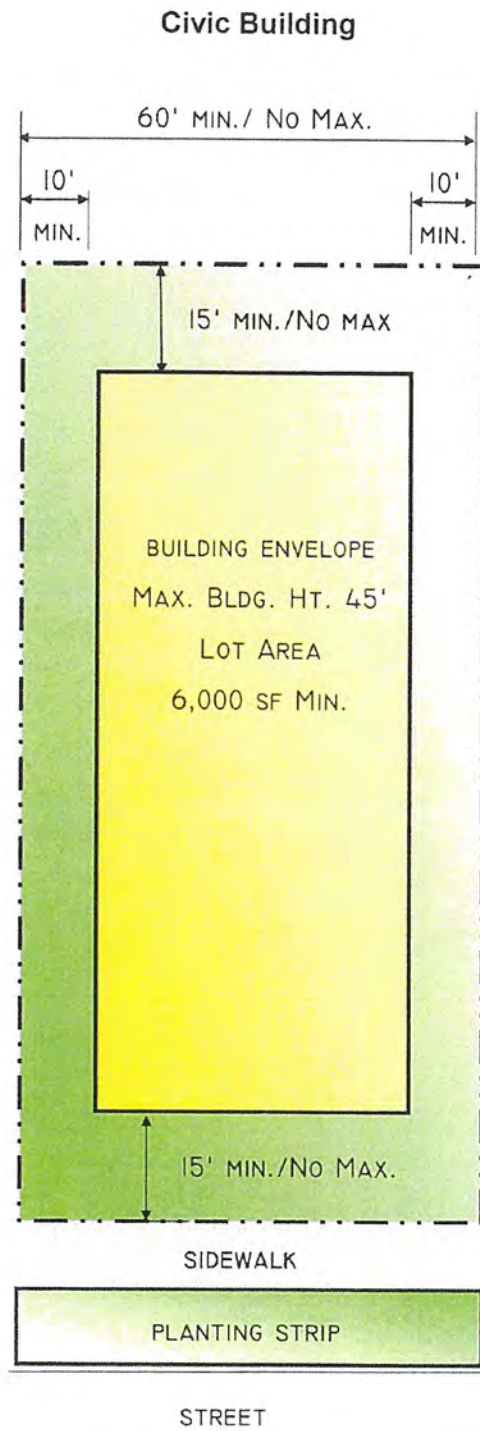 Civic Building
60' MIN./ NO MAX.
10'
MIN.
10'
MIN.
15' MIN./NO MAX
BUILDING ENVELOPE
MAX. BLDG. HT. 45'
LOT AREA
6,000 SF MIN.
15' MIN./NO MAX.
SIDEWALK
PLANTING STRIP
STREET